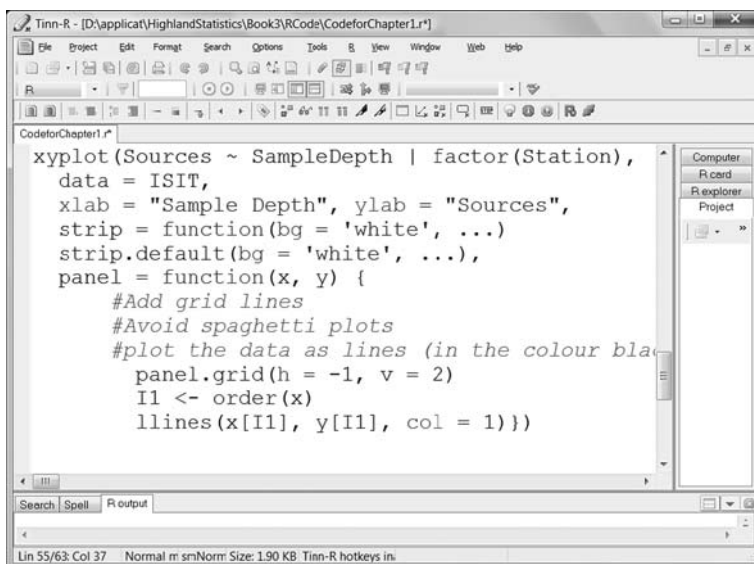 Tinn-R - [D:\applicat\HighlandStatistics\Book3\RCode\CodeforChapter1.r*]
File Project Edit Format Search Options Tools R View Window Web Help
R
CodeforChapter1.r*
xyplot(Sources ~ SampleDepth | factor(Station),
data = ISIT,
xlab = "Sample Depth", ylab = "Sources",
strip = function(bg = 'white', ...)
strip.default(bg = 'white', ...),
panel = function(x, y) {
#Add grid lines
#Avoid spaghetti plots
#plot the data as lines (in the colour blac
panel.grid(h = -1, v = 2)
I1 <- order(x)
llines(x[I1], y[I1], col = 1)})
Computer
R card
R explorer
Project
Search Spell R output
Lin 55/63: Col 37 Normal m smNorm Size: 1.90 KB Tinn-R hotkeys in